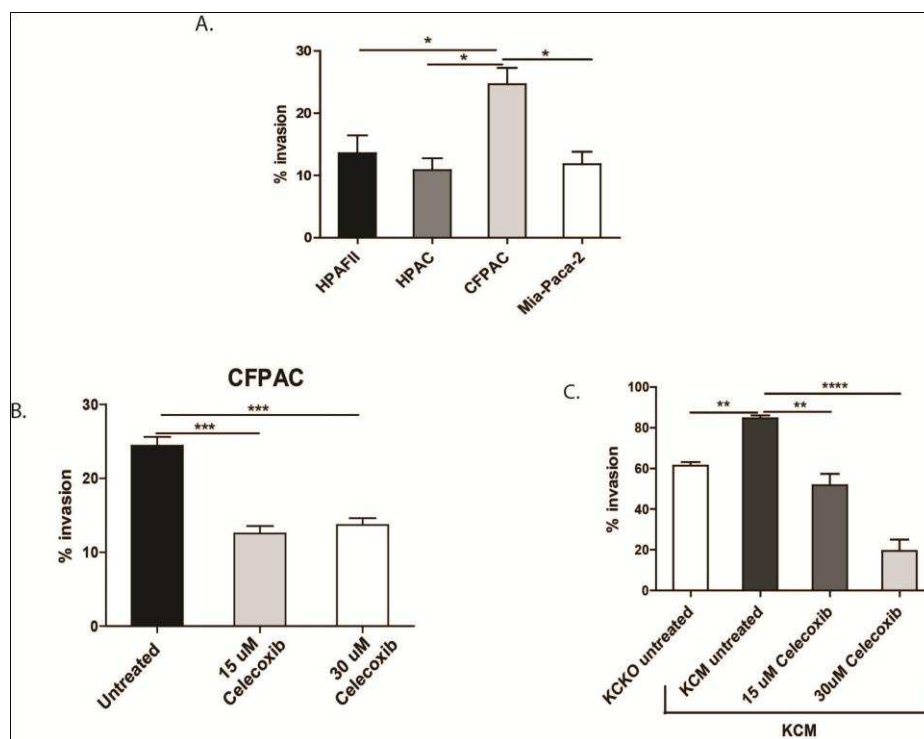 A.
*
*
*
30
20
10
0
% invasion
HPAFII
HPAC
CFPAC
Mia-Paca-2
CFPAC
B.
***
***
30
20
10
0
% invasion
Untreated
15 uM
Celecoxib
30 uM
Celecoxib
C.
****
**
**
100
80
60
40
20
0
% invasion
KCKO untreated
KCM untreated
15 uM Celecoxib
30uM Celecoxib
KCM